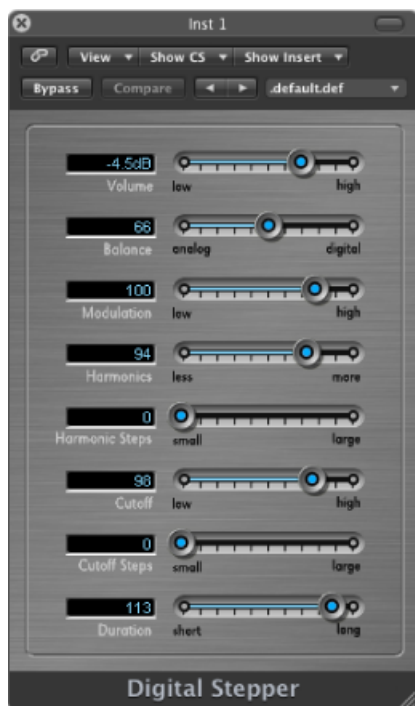 Inst 1
View Show CS Show Insert
Bypass Compare .default.def
-4.5dB
Volume low high
66
Balance analog digital
100
Modulation low high
94
Harmonics less more
0
Harmonic Steps small large
98
Cutoff low high
0
Cutoff Steps small large
113
Duration short long
Digital Stepper